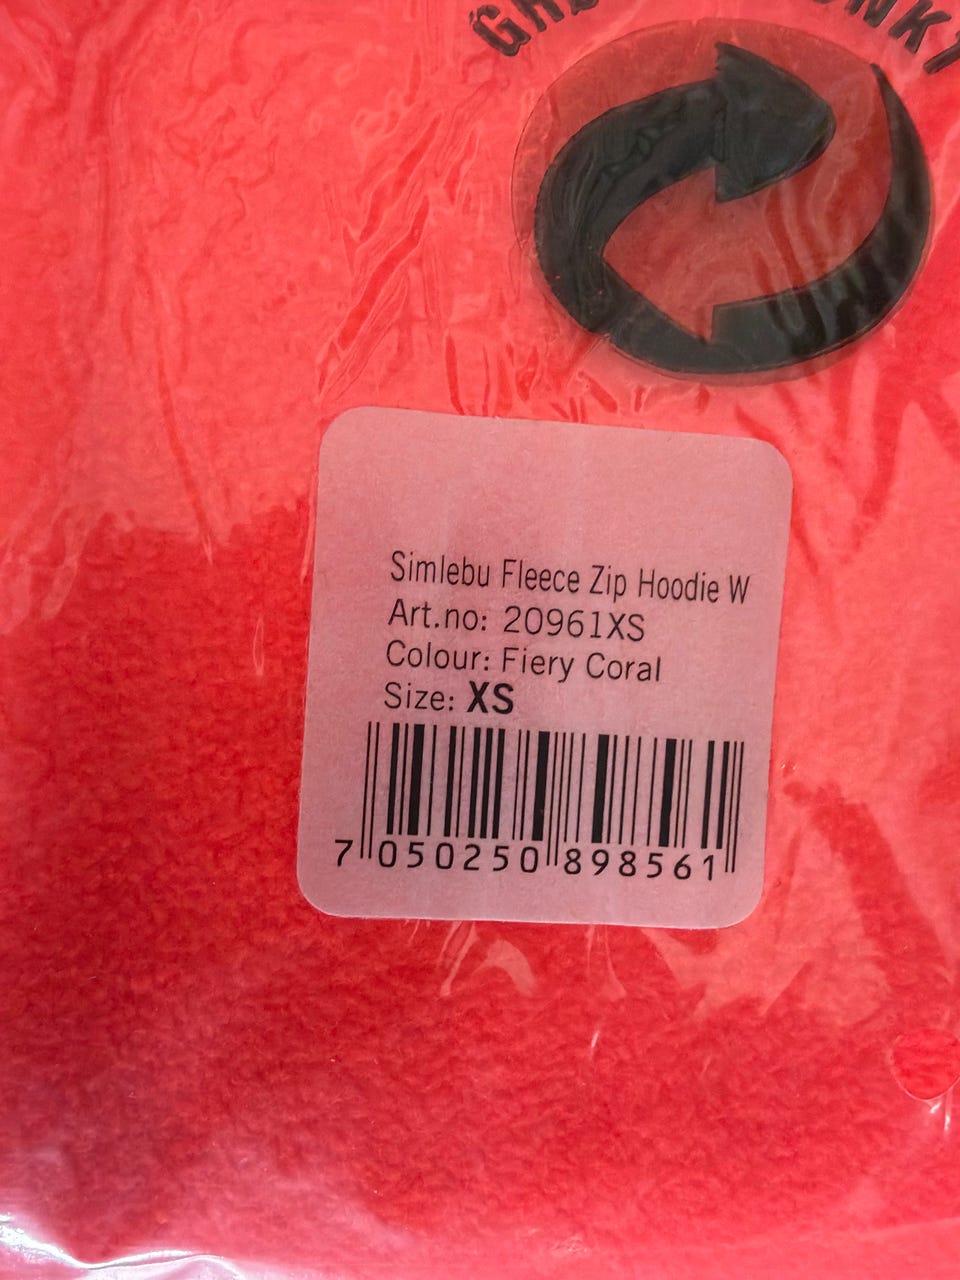 Simlebu Fleece Zip Hoodie W
Art.no: 20961XS
Colour: Fiery Coral
Size: XS
7 050250 898561